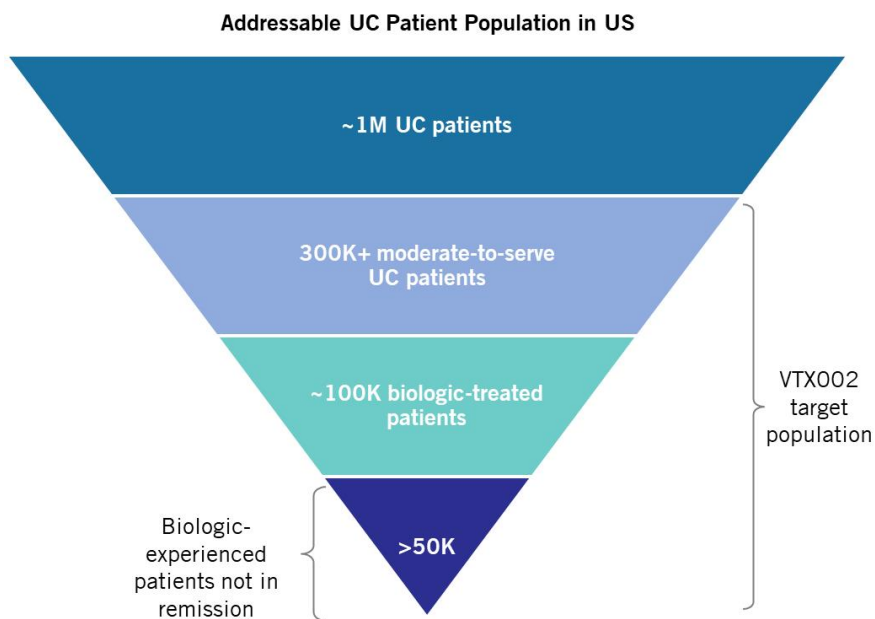 Addressable UC Patient Population in US
~1M UC patients
300K+ moderate-to-serve
UC patients
~100K biologic-treated
patients
VTX002
target
population
>50K
Biologic-
experienced
patients not in
remission